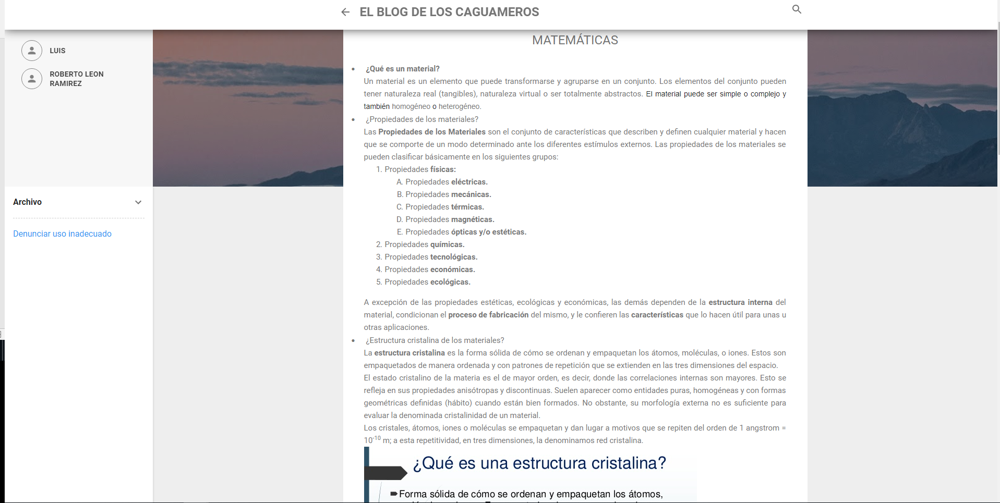 EL BLOG DE LOS CAGUAMEROS
LUIS
ROBERTO LEON
RAMIREZ
Archivo
Denunciar uso inadecuado
MATEMÁTICAS
• ¿Qué es un material?
Un material es un elemento que puede transformarse y agruparse en un conjunto. Los elementos del conjunto pueden
tener naturaleza real (tangibles), naturaleza virtual o ser totalmente abstractos. El material puede ser simple o complejo y
también homogéneo o heterogéneo.
• ¿Propiedades de los materiales?
Las Propiedades de los Materiales son el conjunto de características que describen y definen cualquier material y hacen
que se comporte de un modo determinado ante los diferentes estímulos externos. Las propiedades de los materiales se
pueden clasificar básicamente en los siguientes grupos:
1. Propiedades físicas:
A. Propiedades eléctricas.
B. Propiedades mecánicas.
C. Propiedades térmicas.
D. Propiedades magnéticas.
E. Propiedades ópticas y/o estéticas.
2. Propiedades químicas.
3. Propiedades tecnológicas.
4. Propiedades económicas.
5. Propiedades ecológicas.
A excepción de las propiedades estéticas, ecológicas y económicas, las demás dependen de la estructura interna del
material, condicionan el proceso de fabricación del mismo, y le confieren las características que lo hacen útil para unas u
otras aplicaciones.
• ¿Estructura cristalina de los materiales?
La estructura cristalina es la forma sólida de cómo se ordenan y empaquetan los átomos, moléculas, o iones. Estos son
empaquetados de manera ordenada y con patrones de repetición que se extienden en las tres dimensiones del espacio.
El estado cristalino de la materia es el de mayor orden, es decir, donde las correlaciones internas son mayores. Esto se
refleja en sus propiedades anisótropas y discontinuas. Suelen aparecer como entidades puras, homogéneas y con formas
geométricas definidas (hábito) cuando están bien formados. No obstante, su morfología externa no es suficiente para
evaluar la denominada cristalinidad de un material.
Los cristales, átomos, iones o moléculas se empaquetan y dan lugar a motivos que se repiten del orden de 1 angstrom =
10⁻¹⁰ m; a esta repetitividad, en tres dimensiones, la denominamos red cristalina.
¿Qué es una estructura cristalina?
Forma sólida de cómo se ordenan y empaquetan los átomos,